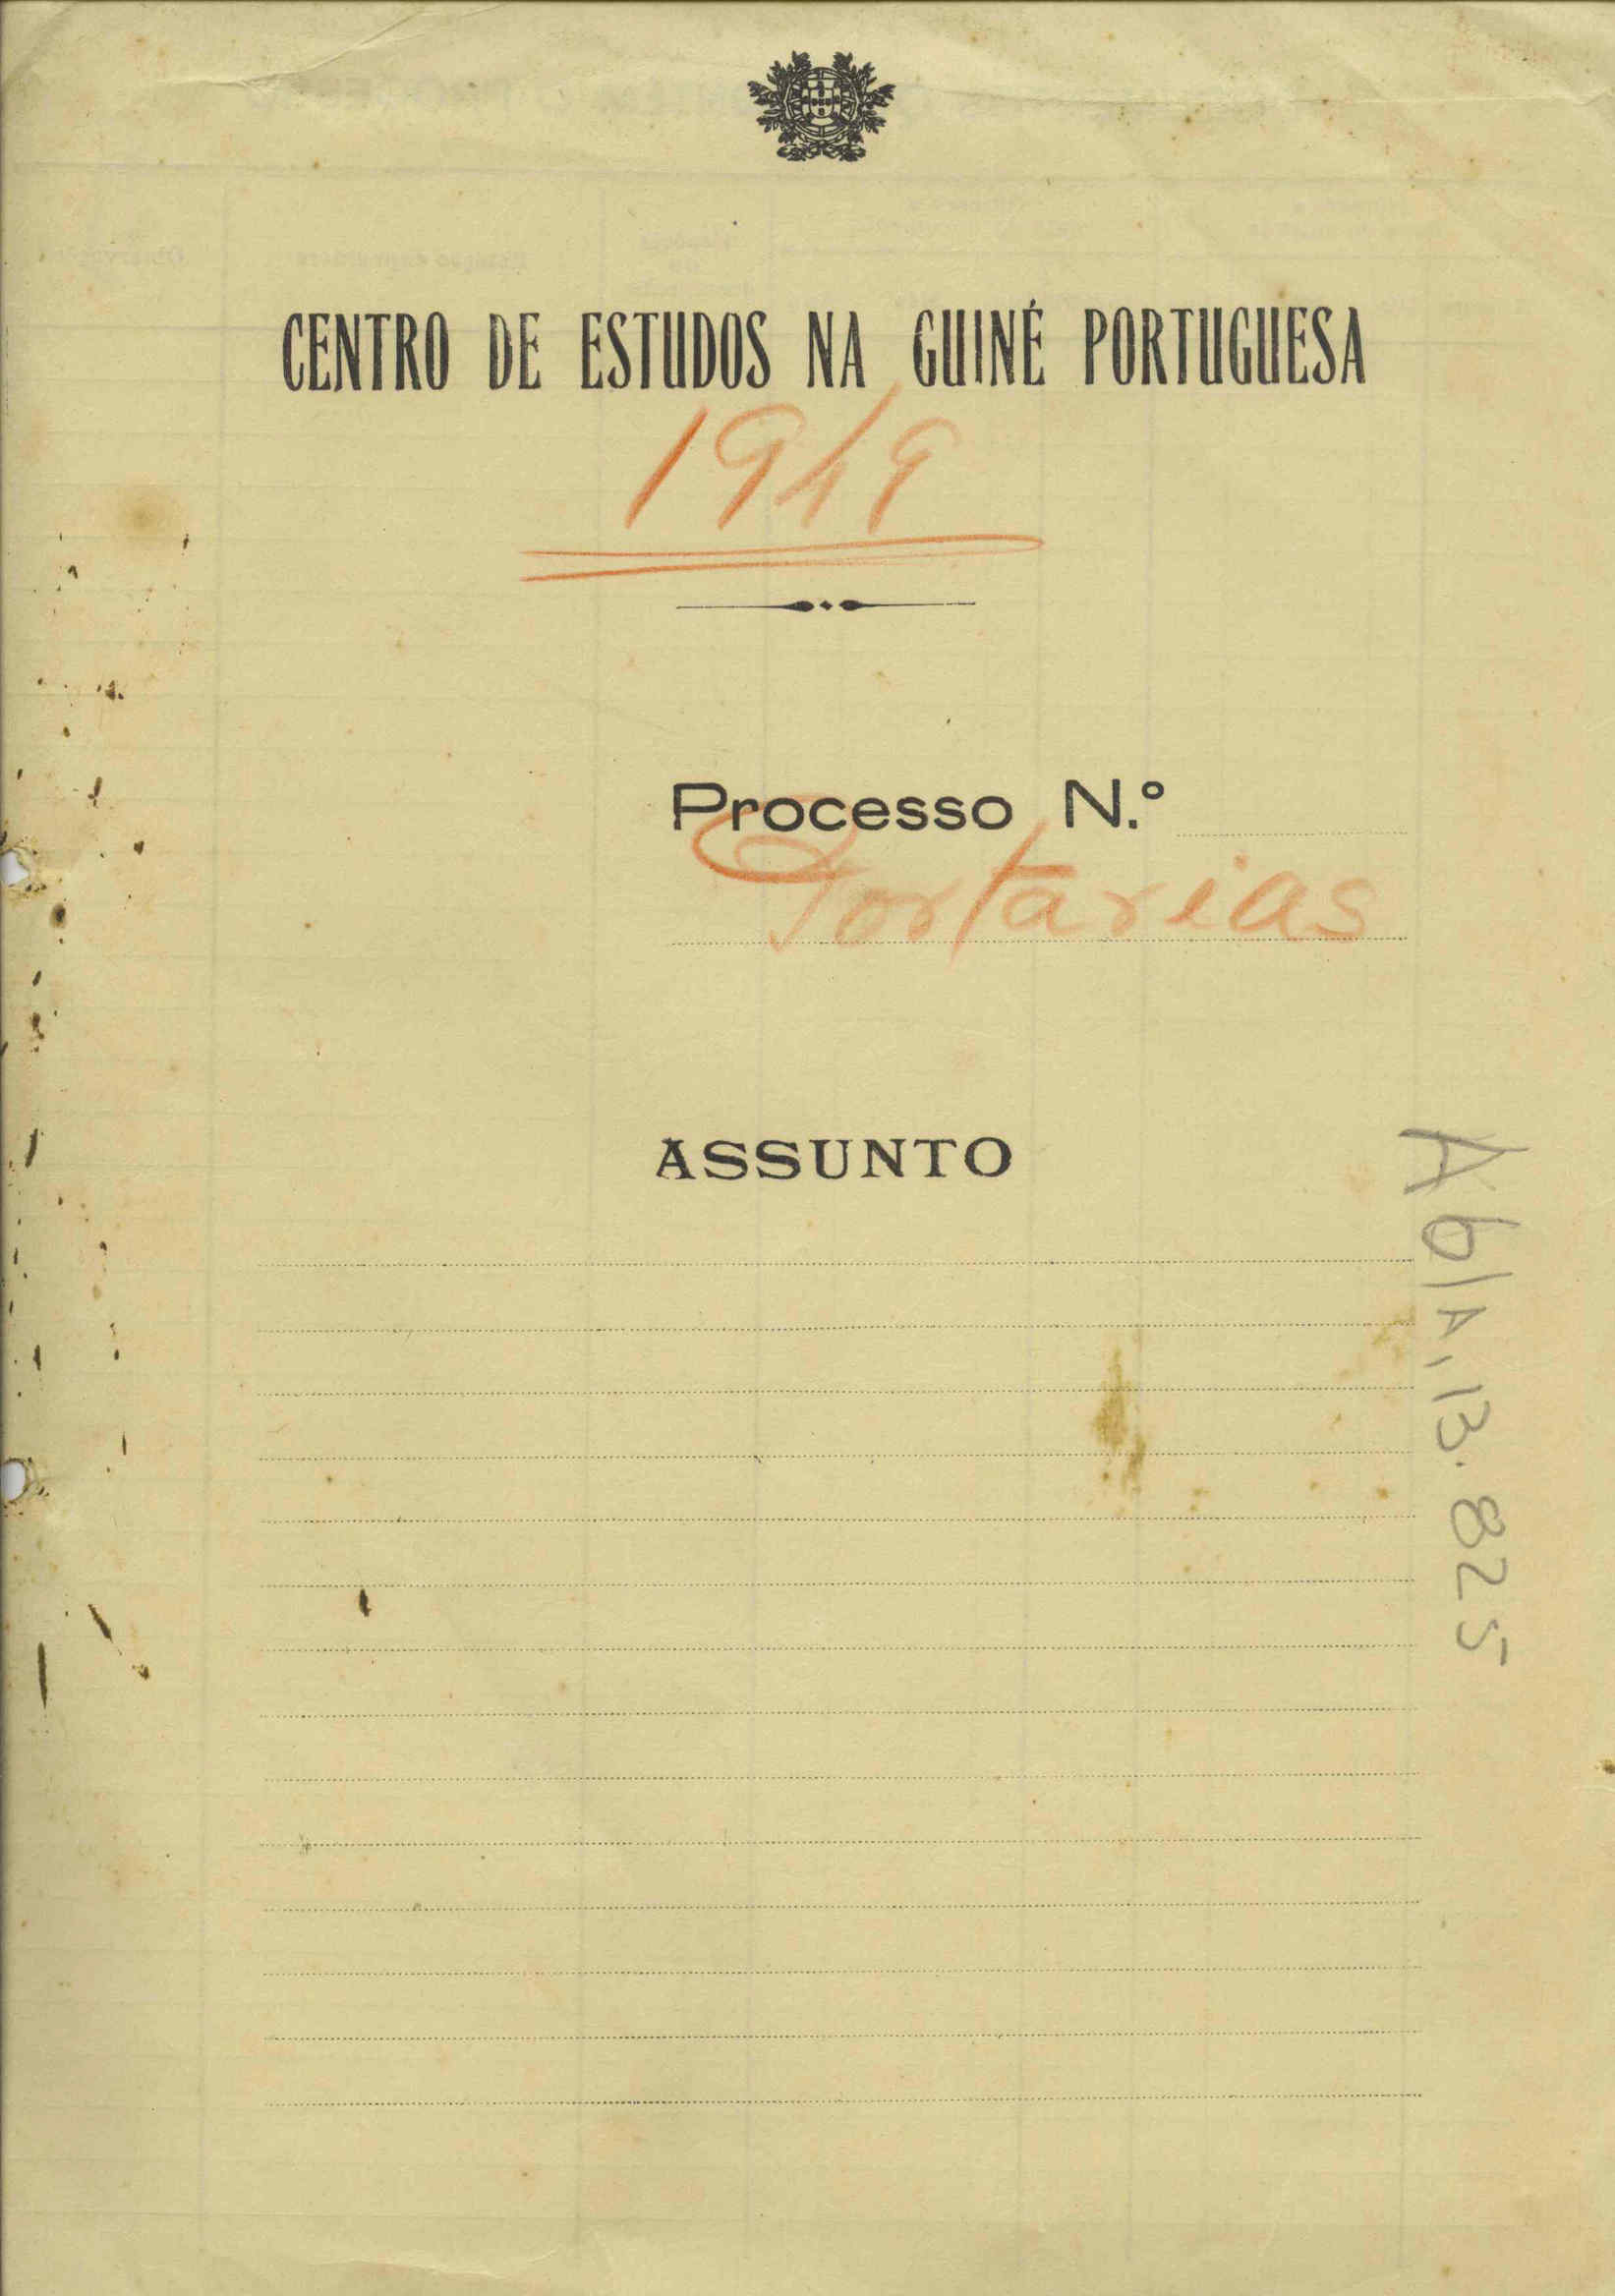 CENTRO DE ESTUDOS NA GUINÉ PORTUGUESA
1949
Processo N.º
Portarias
ASSUNTO
A6/A, 13.825